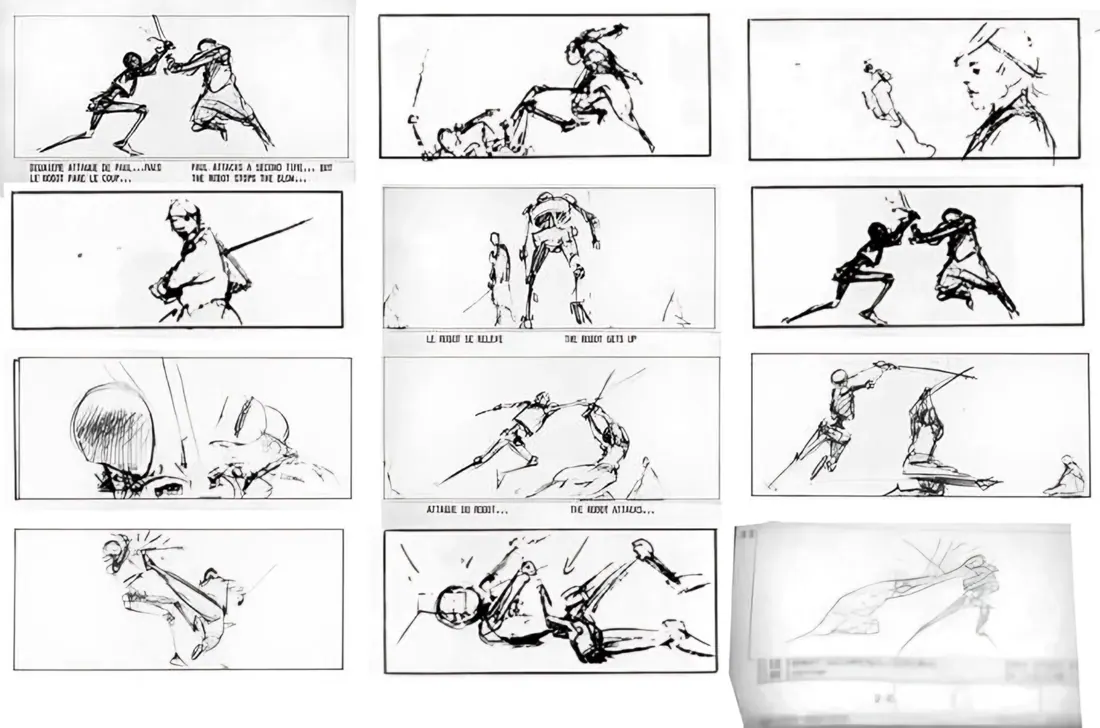 DEUXIEME ATTAQUE DE PAUL...MAIS
LE ROBOT PARE LE COUP...
PAUL ATTACKS A SECOND TIME... BUT
THE ROBOT STOPS THE BLOW...
LE ROBOT SE RELEVE
THE ROBOT GETS UP
ATTAQUE DU ROBOT...
THE ROBOT ATTACKS...